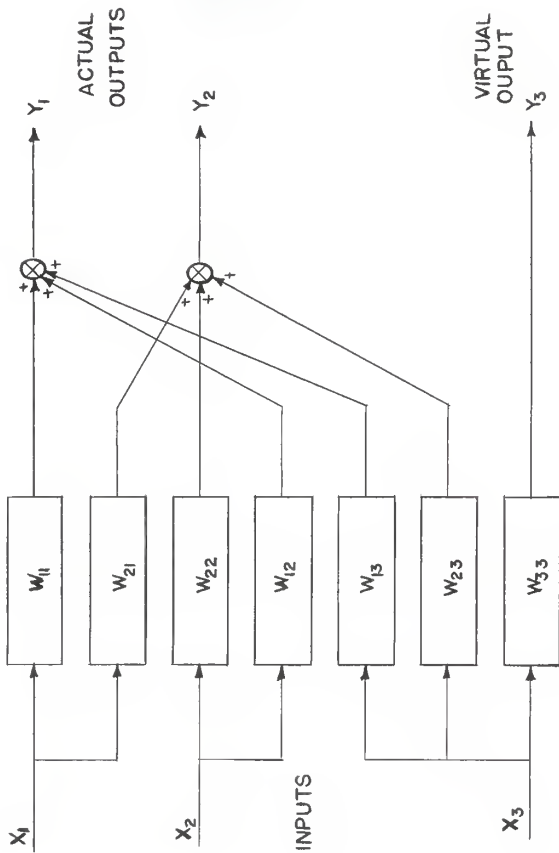 X₁
W₁₁
+
+
+
Y₁
W₂₁
ACTUAL
OUTPUTS
X₂
W₂₂
+
+
+
Y₂
W₁₂
INPUTS
W₁₃
W₂₃
X₃
W₃₃
Y₃
VIRTUAL
OUPUT